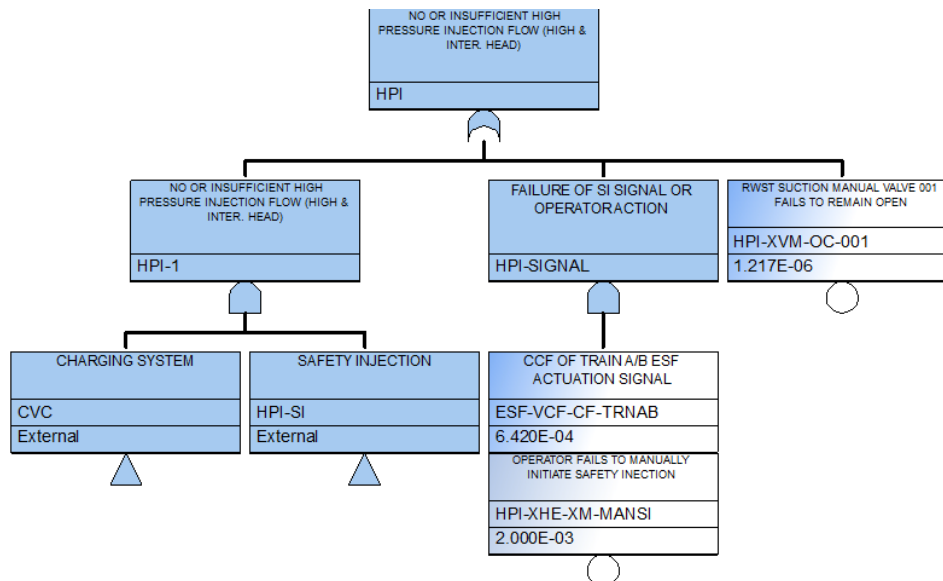 NO OR INSUFFICIENT HIGH
PRESSURE INJECTION FLOW (HIGH &
INTER. HEAD)
HPI
NO OR INSUFFICIENT HIGH
PRESSURE INJECTION FLOW (HIGH &
INTER. HEAD)
HPI-1
FAILURE OF SI SIGNAL OR
OPERATORACTION
HPI-SIGNAL
RWST SUCTION MANUAL VALVE 001
FAILS TO REMAIN OPEN
HPI-XVM-OC-001
1.217E-06
CHARGING SYSTEM
CVC
External
SAFETY INJECTION
HPI-SI
External
CCF OF TRAIN A/B ESF
ACTUATION SIGNAL
ESF-VCF-CF-TRNAB
6.420E-04
OPERATOR FAILS TO MANUALLY
INITIATE SAFETY INECTION
HPI-XHE-XM-MANSI
2.000E-03